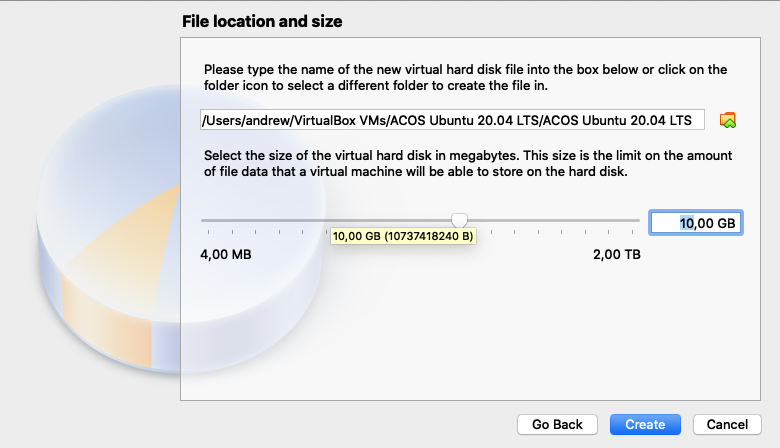 File location and size
Please type the name of the new virtual hard disk file into the box below or click on the
folder icon to select a different folder to create the file in.
/Users/andrew/VirtualBox VMs/ACOS Ubuntu 20.04 LTS/ACOS Ubuntu 20.04 LTS
Select the size of the virtual hard disk in megabytes. This size is the limit on the amount
of file data that a virtual machine will be able to store on the hard disk.
10,00 GB
10,00 GB (10737418240 B)
4,00 MB 2,00 TB
Go Back Create Cancel